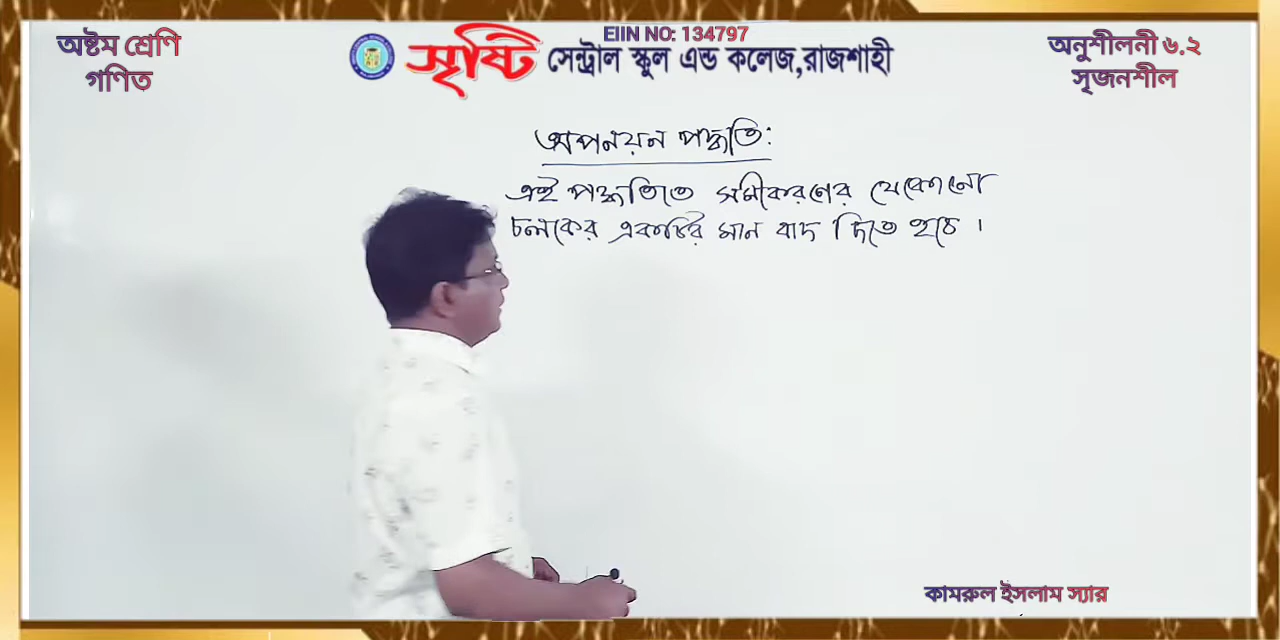 অষ্টম শ্রেণি
গণিত
EIIN NO: 134797
সৃষ্টি সেন্ট্রাল স্কুল এন্ড কলেজ,রাজশাহী
অনুশীলনী ৬.২
সৃজনশীল
অপনয়ন পদ্ধতি:
এই পদ্ধতিতে সমীকরণের যেকোনো
চলকের একটির মান বাদ দিতে হবে ।
কামরুল ইসলাম স্যার